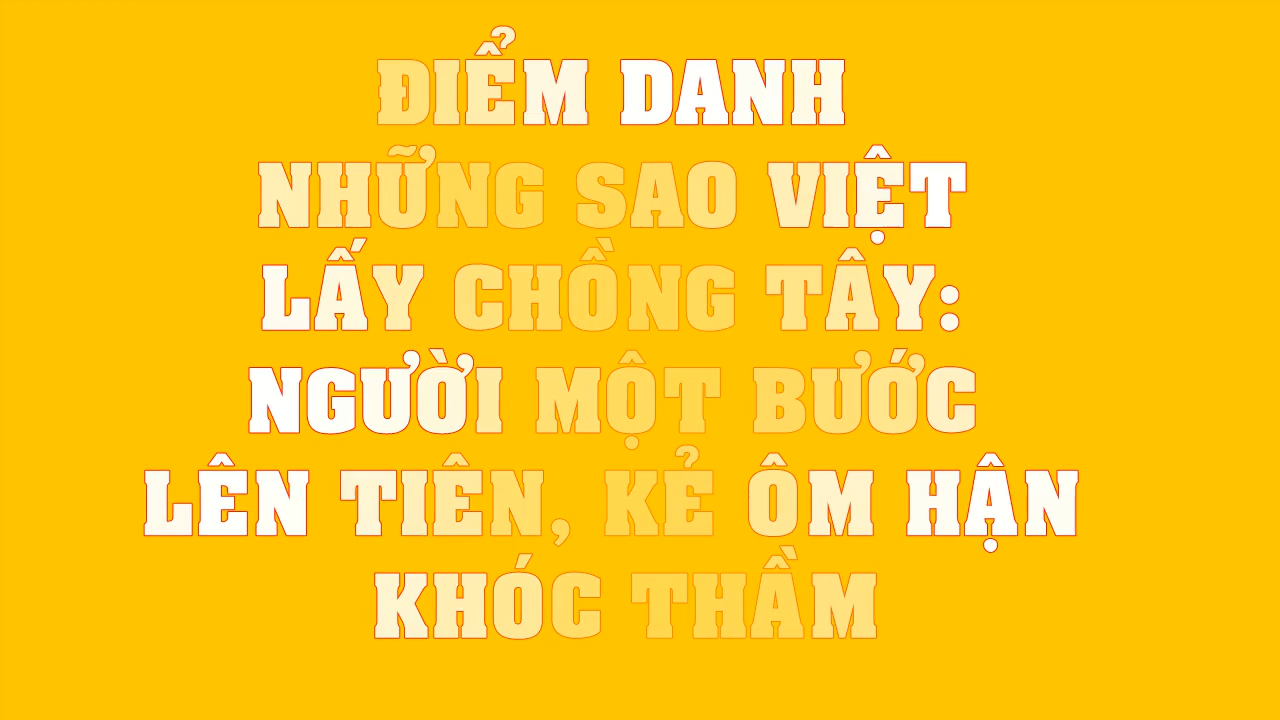 ĐIỂM DANH
NHỮNG SAO VIỆT
LẤY CHỒNG TÂY:
NGƯỜI MỘT BƯỚC
LÊN TIÊN, KẺ ÔM HẬN
KHÓC THẦM